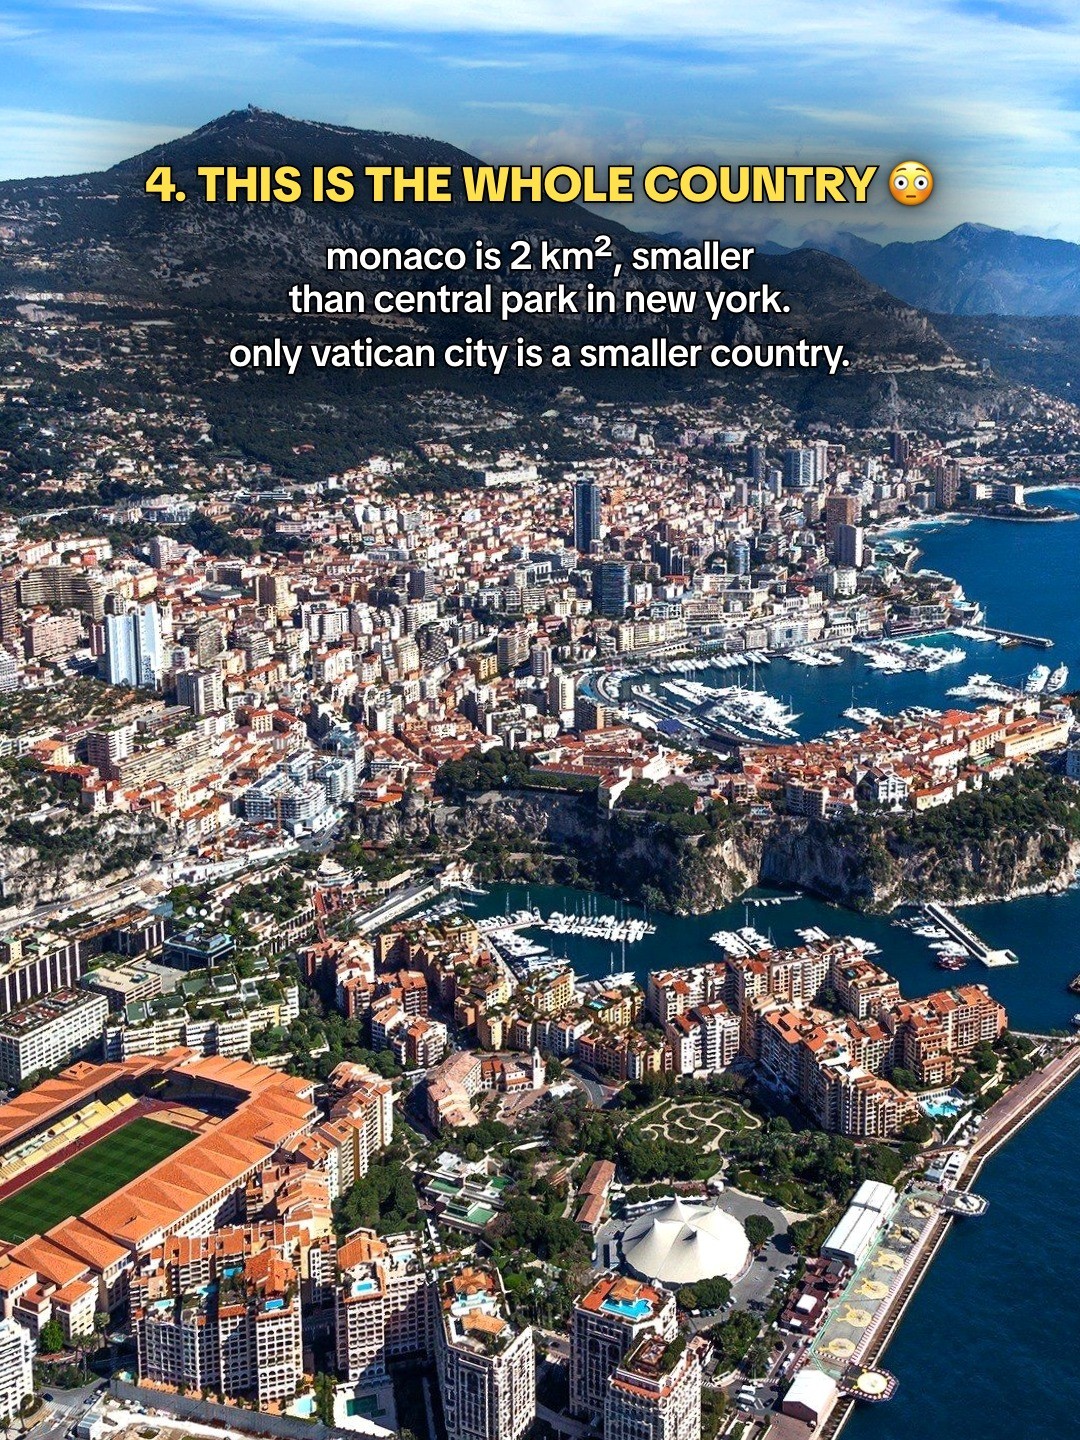 4. THIS IS THE WHOLE COUNTRY 😳
monaco is 2 km², smaller
than central park in new york.
only vatican city is a smaller country.